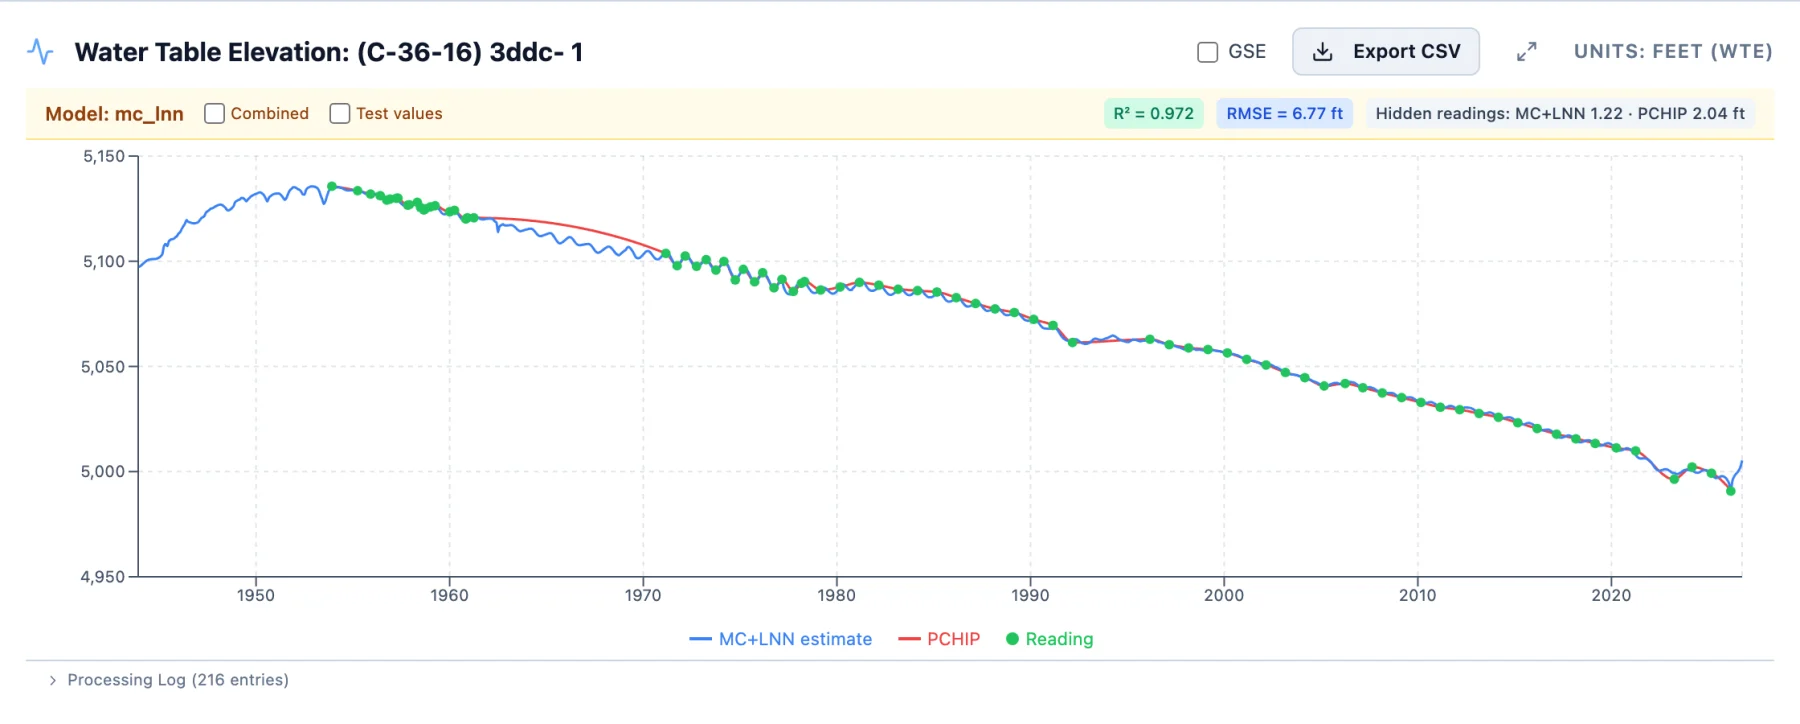 Water Table Elevation: (C-36-16) 3ddc- 1
GSE
Export CSV
UNITS: FEET (WTE)
Model: mc_lnn
Combined
Test values
R² = 0.972
RMSE = 6.77 ft
Hidden readings: MC+LNN 1.22 · PCHIP 2.04 ft
5,150
5,100
5,050
5,000
4,950
1950 1960 1970 1980 1990 2000 2010 2020
MC+LNN estimate PCHIP Reading
Processing Log (216 entries)